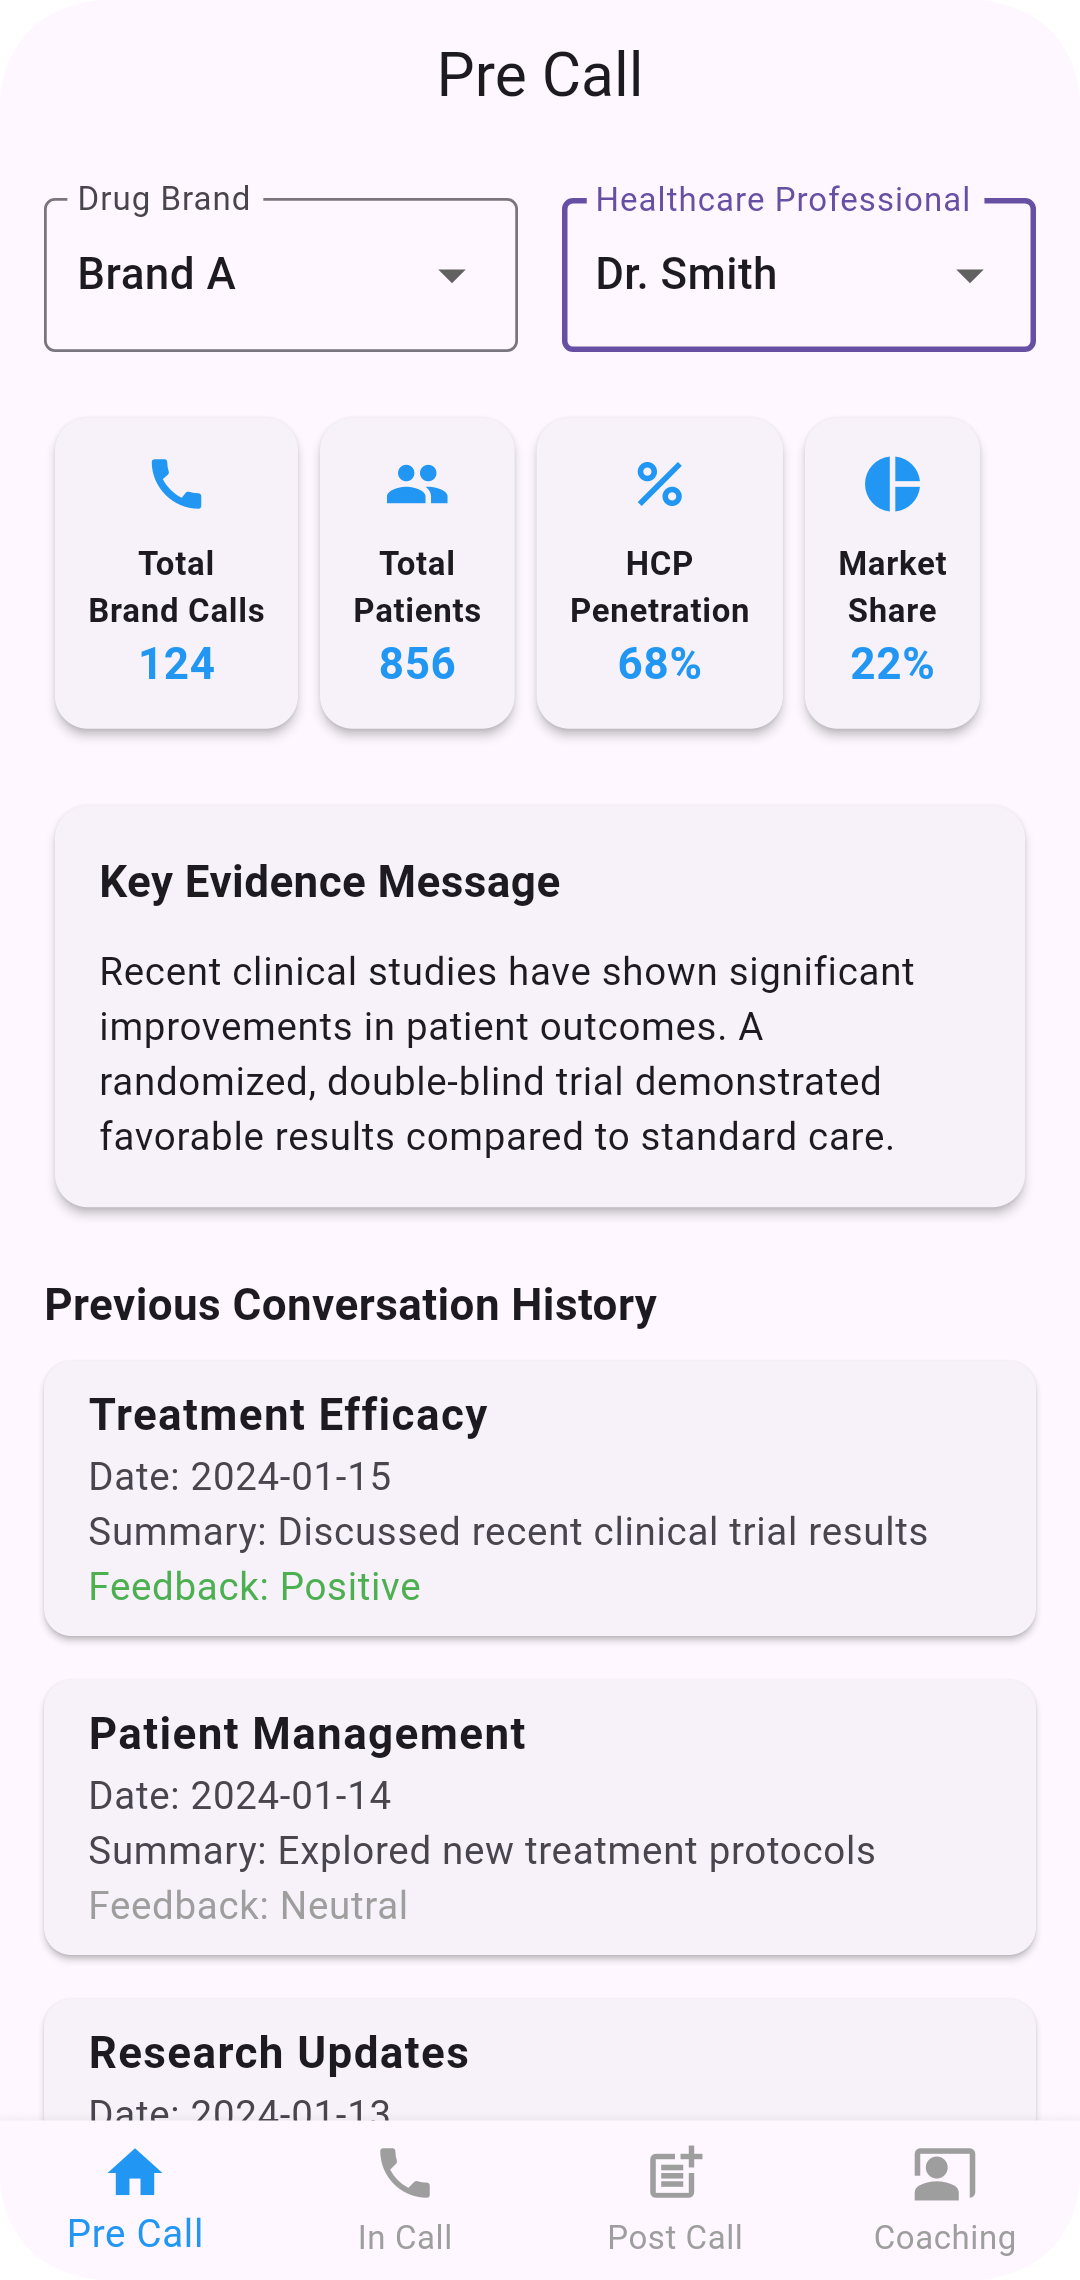 Pre Call
Drug Brand
Healthcare Professional
Brand A
Dr. Smith
Total
Brand Calls
124
Total
Patients
856
HCP
Penetration
68%
Market
Share
22%
Key Evidence Message
Recent clinical studies have shown significant
improvements in patient outcomes. A
randomized, double-blind trial demonstrated
favorable results compared to standard care.
Previous Conversation History
Treatment Efficacy
Date: 2024-01-15
Summary: Discussed recent clinical trial results
Feedback: Positive
Patient Management
Date: 2024-01-14
Summary: Explored new treatment protocols
Feedback: Neutral
Research Updates
Date: 2024-01-13
Pre Call
In Call
Post Call
Coaching